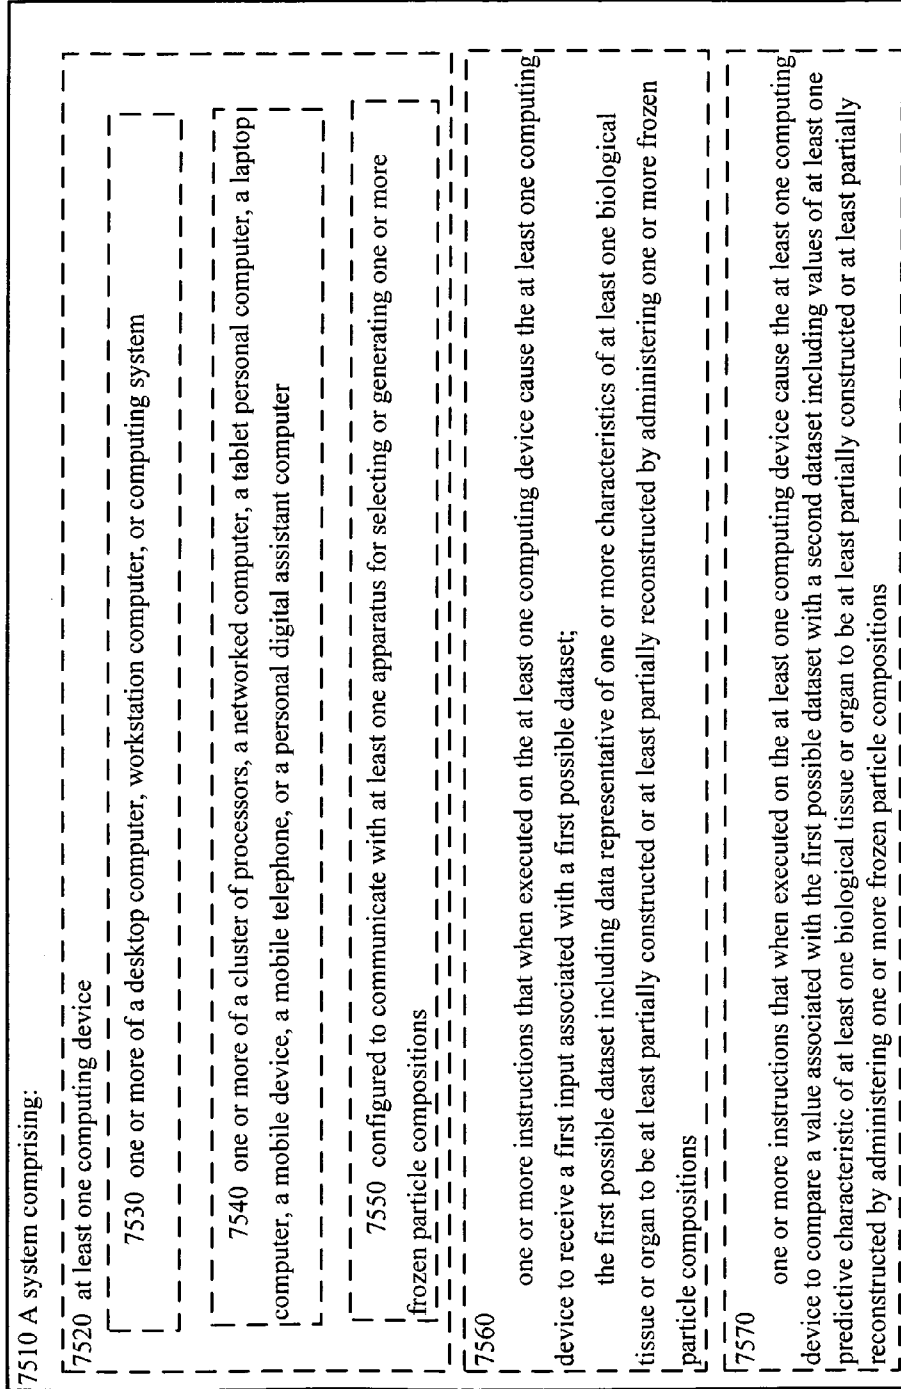 7510 A system comprising:
7520 at least one computing device
7530 one or more of a desktop computer, workstation computer, or computing system
7540 one or more of a cluster of processors, a networked computer, a tablet personal computer, a laptop
computer, a mobile device, a mobile telephone, or a personal digital assistant computer
7550 configured to communicate with at least one apparatus for selecting or generating one or more
frozen particle compositions
7560
one or more instructions that when executed on the at least one computing device cause the at least one computing
device to receive a first input associated with a first possible dataset;
the first possible dataset including data representative of one or more characteristics of at least one biological
tissue or organ to be at least partially constructed or at least partially reconstructed by administering one or more frozen
particle compositions
7570
one or more instructions that when executed on the at least one computing device cause the at least one computing
device to compare a value associated with the first possible dataset with a second dataset including values of at least one
predictive characteristic of at least one biological tissue or organ to be at least partially constructed or at least partially
reconstructed by administering one or more frozen particle compositions